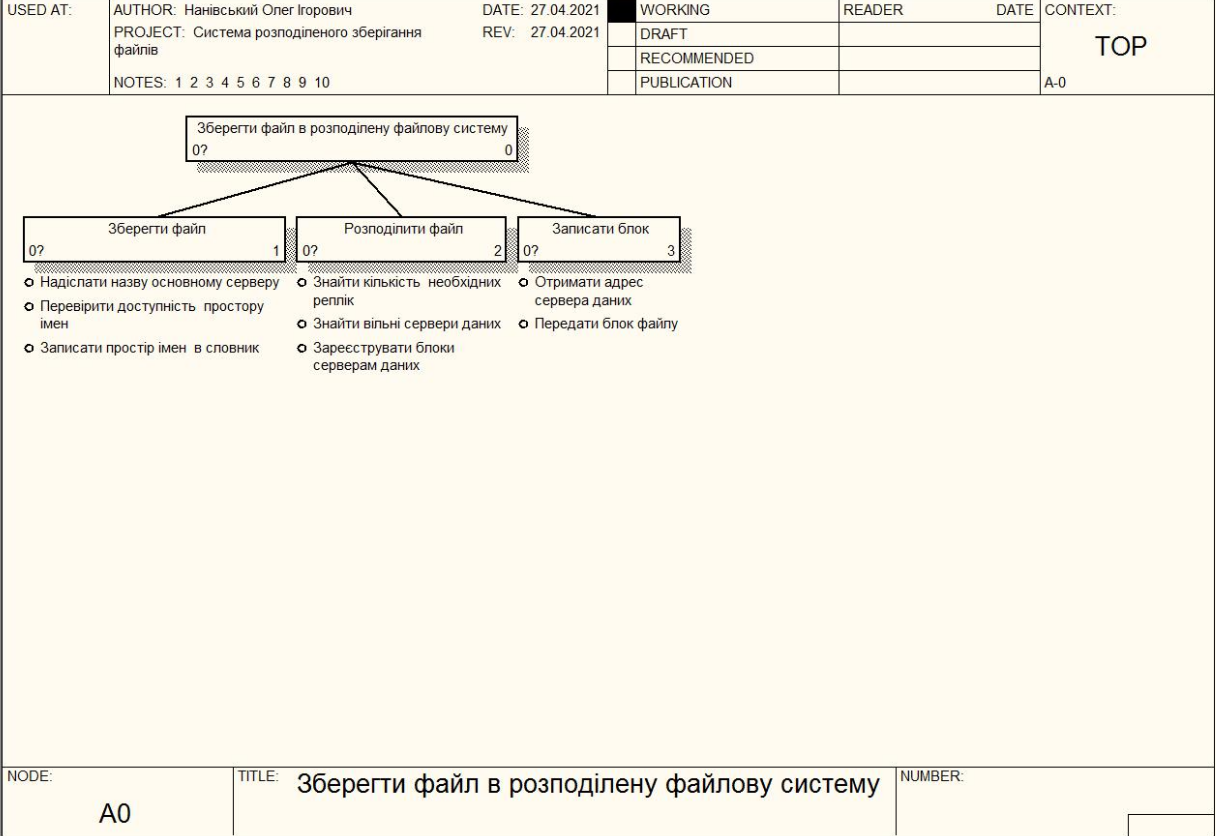 USED AT:
AUTHOR: Нанівський Олег Ігорович
DATE: 27.04.2021
PROJECT: Система розподіленого зберігання
файлів
REV: 27.04.2021
NOTES: 1 2 3 4 5 6 7 8 9 10
WORKING
DRAFT
RECOMMENDED
PUBLICATION
READER DATE
CONTEXT:
TOP
A-0
Зберегти файл в розподілену файлову систему
0? 0
Зберегти файл
0? 1
Надіслати назву основному серверу
Перевірити доступність простору
імен
Записати простір імен в словник
Розподілити файл
0? 2
Знайти кількість необхідних
реплік
Знайти вільні сервери даних
Зареєструвати блоки
серверам даних
Записати блок
0? 3
Отримати адрес
сервера даних
Передати блок файлу
NODE:
A0
TITLE:
Зберегти файл в розподілену файлову систему
NUMBER: